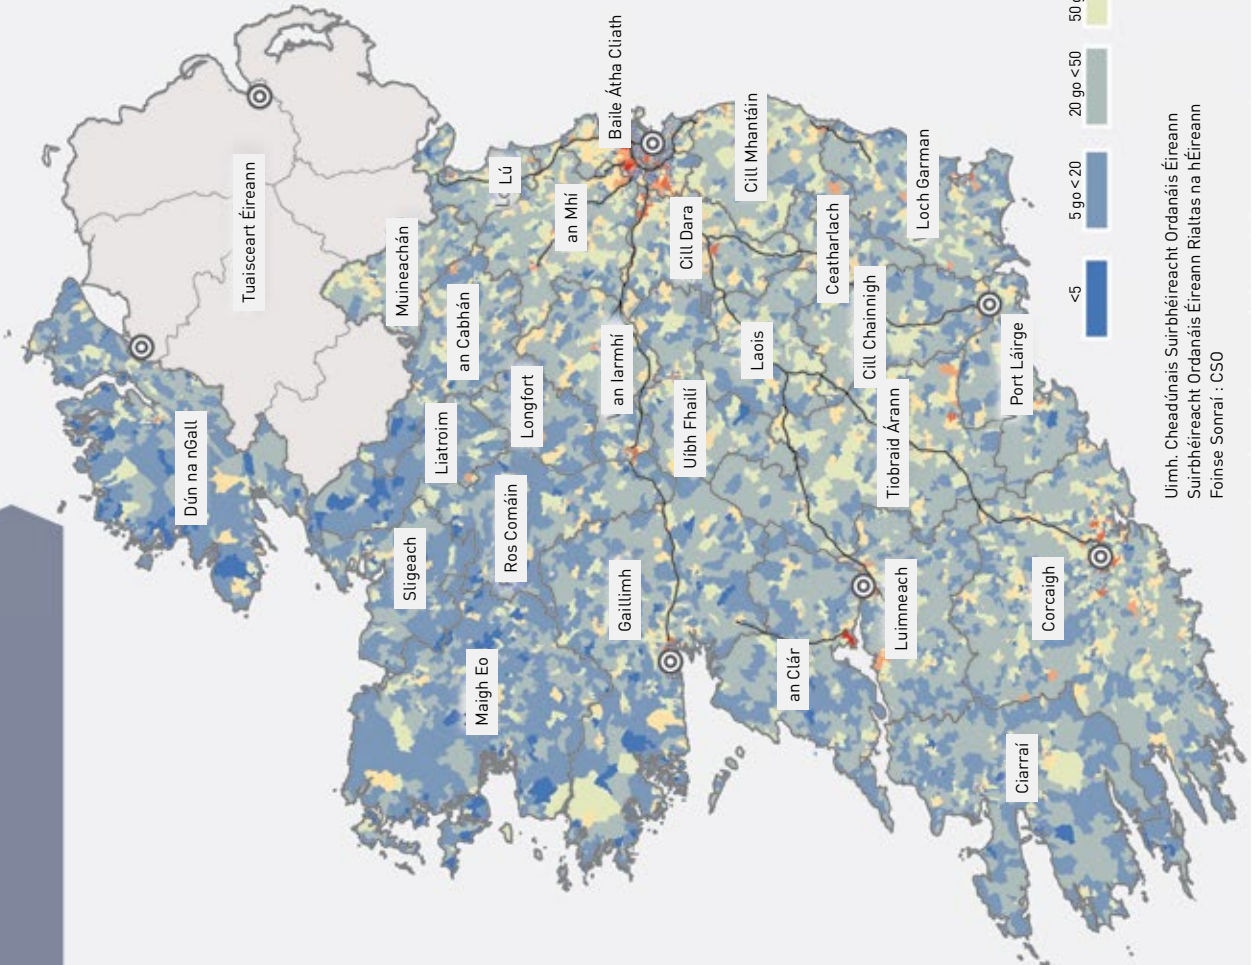 Tuaisceart Éireann
Dún na nGall
Muineachán
an Cabhán
Liatroim
Sligeach
Maigh Eo
Lú
Longfort
Ros Comáin
an Mhí
Baile Átha Cliath
an Iarmhí
Gaillimh
Cill Dara
Uíbh Fhailí
Cill Mhantáin
Laois
an Clár
Ceatharlach
Cill Chainnigh
Tiobraid Árann
Luimneach
Loch Garman
Port Láirge
Corcaigh
Ciarraí
<5
5 go < 20
20 go < 50
50 g
Uimh. Cheadúnais Suirbhéireacht Ordanáis Éireann
Suirbhéireacht Ordanáis Éireann Rialtas na hÉireann
Foinse Sonraí : CSO